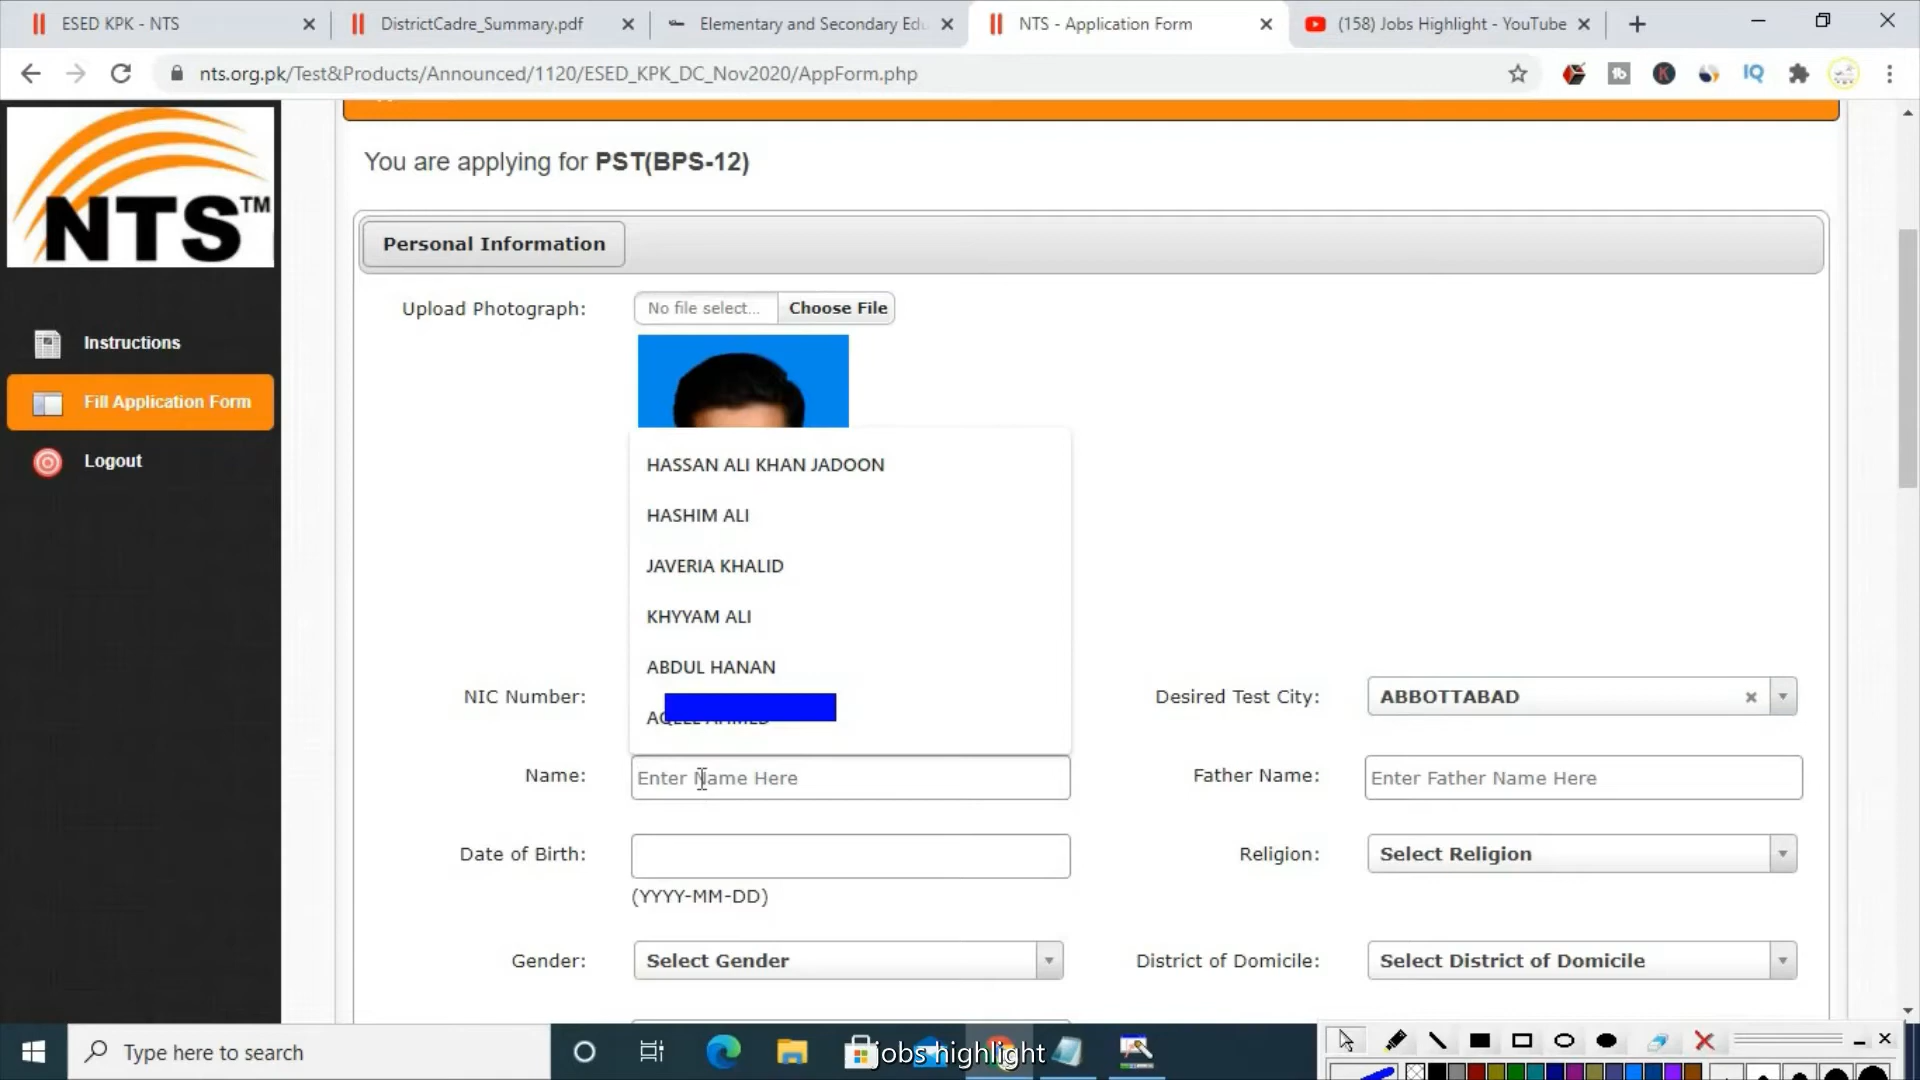 ESED KPK - NTS
DistrictCadre_Summary.pdf
Elementary and Secondary Edu
NTS - Application Form
(158) Jobs Highlight - YouTube
nts.org.pk/Test&Products/Announced/1120/ESED_KPK_DC_Nov2020/AppForm.php
IQ
NTS™
Instructions
Fill Application Form
Logout
You are applying for PST(BPS-12)
Personal Information
Upload Photograph:
No file select...
Choose File
HASSAN ALI KHAN JADOON
HASHIM ALI
JAVERIA KHALID
KHYYAM ALI
ABDUL HANAN
NIC Number:
Desired Test City:
ABBOTTABAD
Name:
Enter Name Here
Father Name:
Enter Father Name Here
Date of Birth:
(YYYY-MM-DD)
Religion:
Select Religion
Gender:
Select Gender
District of Domicile:
Select District of Domicile
Type here to search
jobs highlight